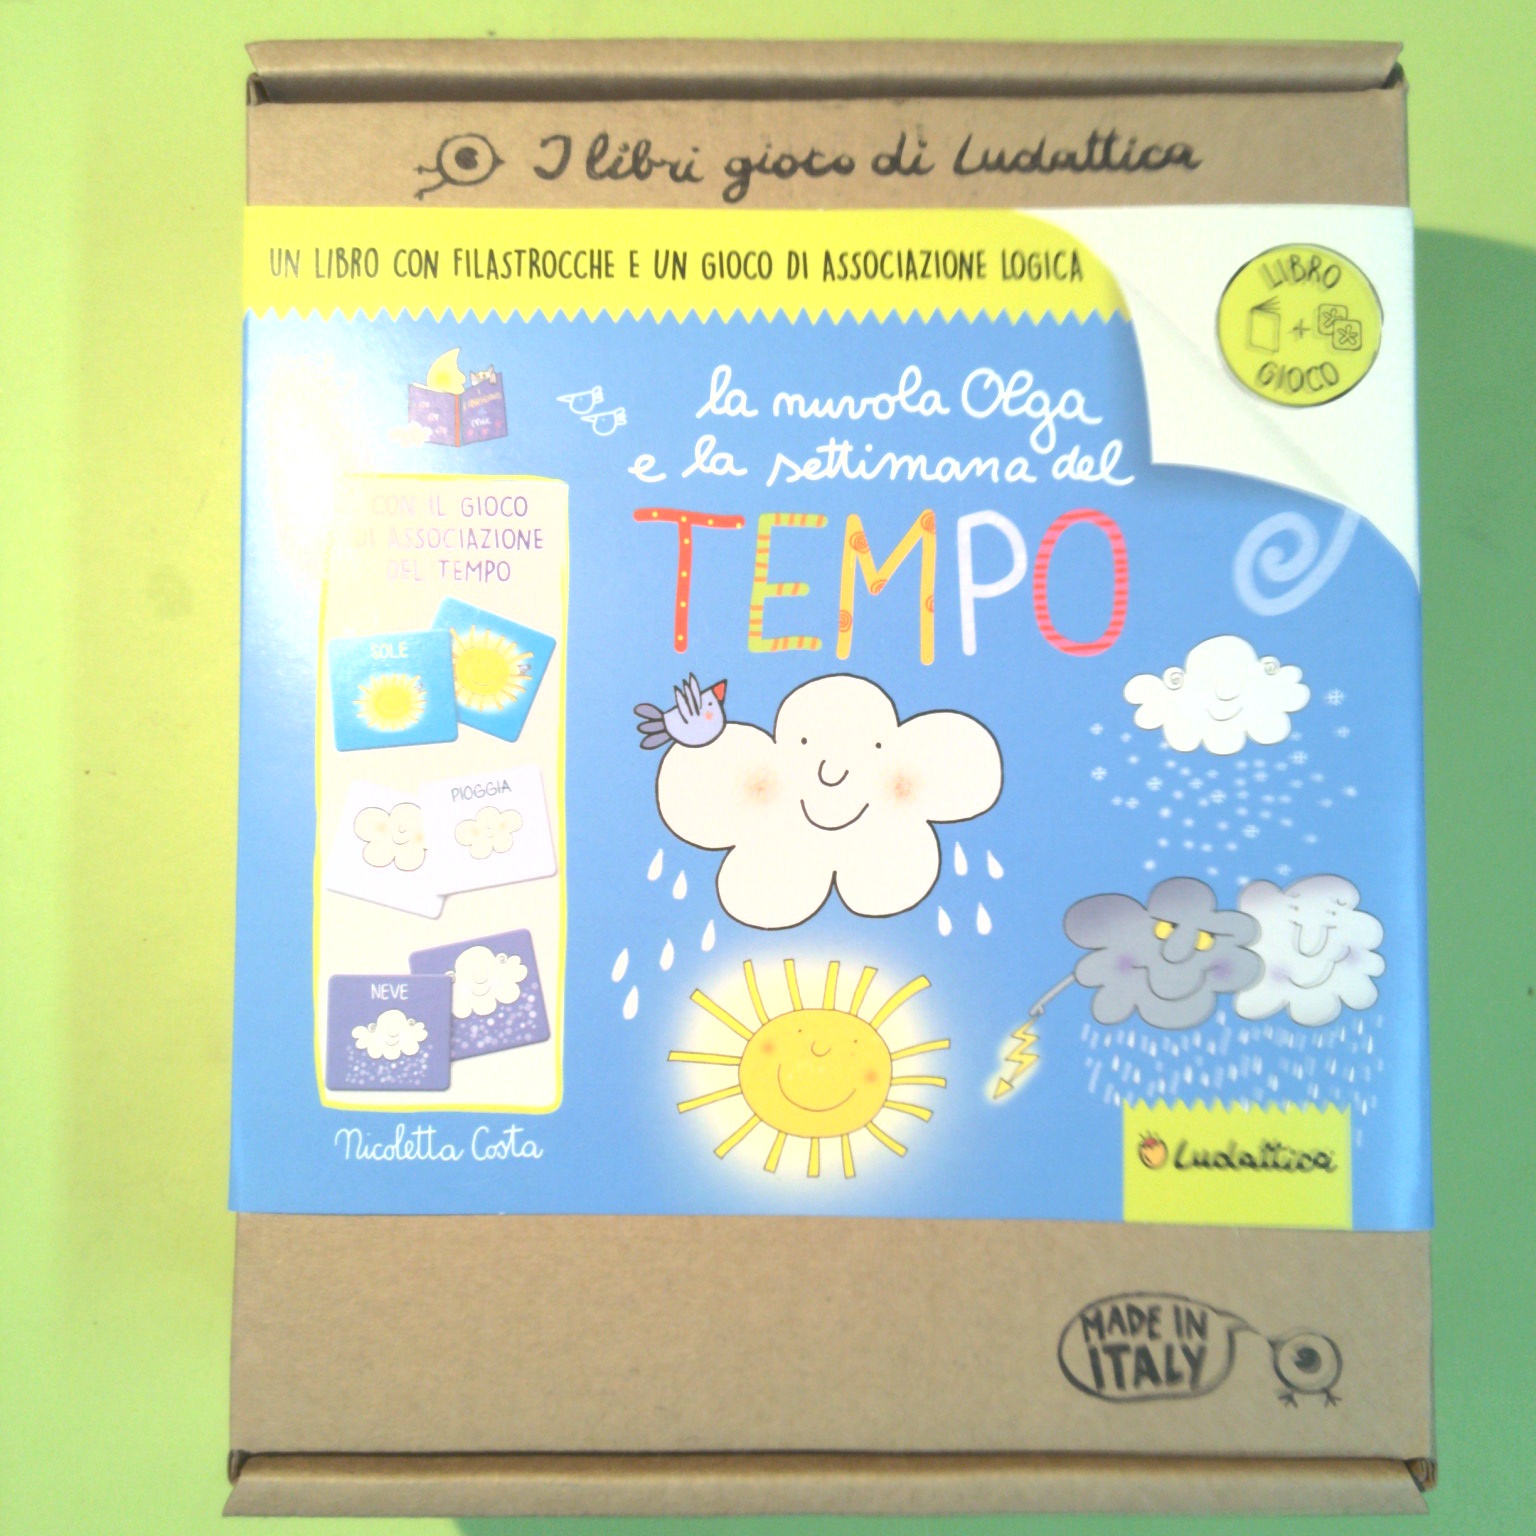 I libri gioco di Ludattica
UN LIBRO CON FILASTROCCHE E UN GIOCO DI ASSOCIAZIONE LOGICA
LIBRO
+
GIOCO
la nuvola Olga
e la settimana del
TEMPO
CON IL GIOCO
DI ASSOCIAZIONE
DEL TEMPO
SOLE
PIOGGIA
NEVE
Nicoletta Costa
Ludattica
MADE IN
ITALY